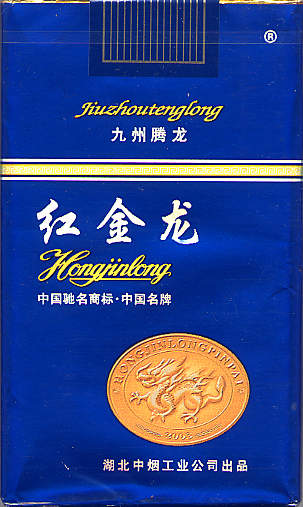 ®
Jiuzhoutenglong
九州腾龙
红金龙
Hongjinlong
中国驰名商标·中国名牌
HONGJINLONGPINPAI
2003
湖北中烟工业公司出品